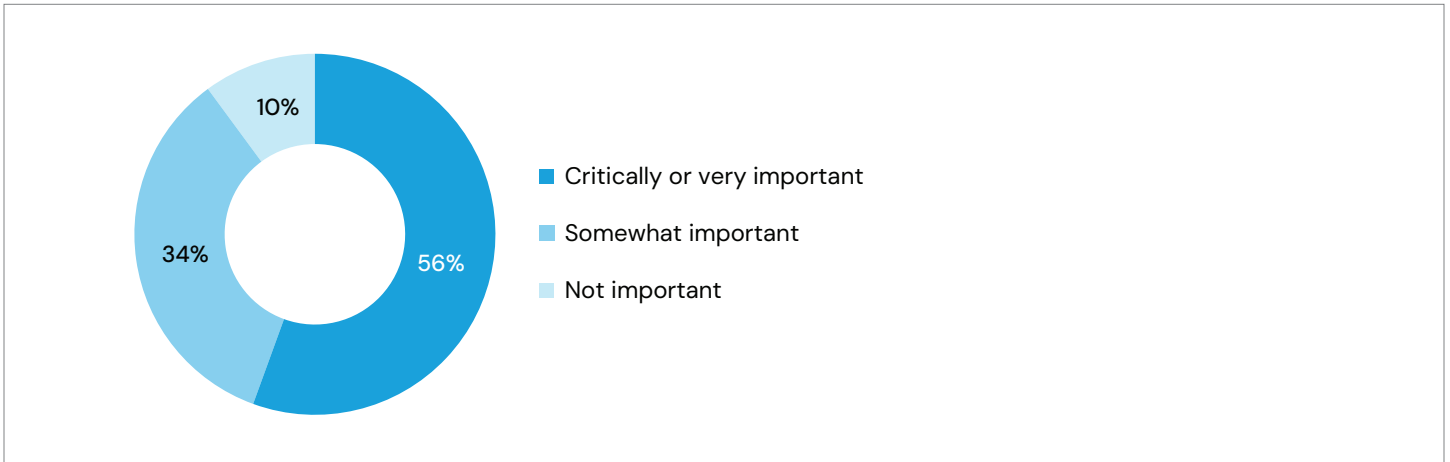 10%
34%
56%
Critically or very important
Somewhat important
Not important